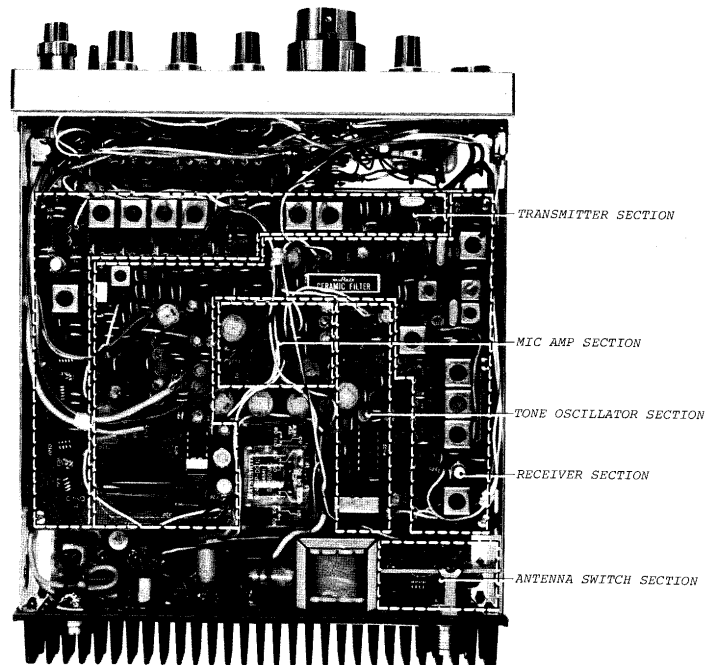 TRANSMITTER SECTION
muRata
CERAMIC FILTER
MIC AMP SECTION
TONE OSCILLATOR SECTION
RECEIVER SECTION
ANTENNA SWITCH SECTION